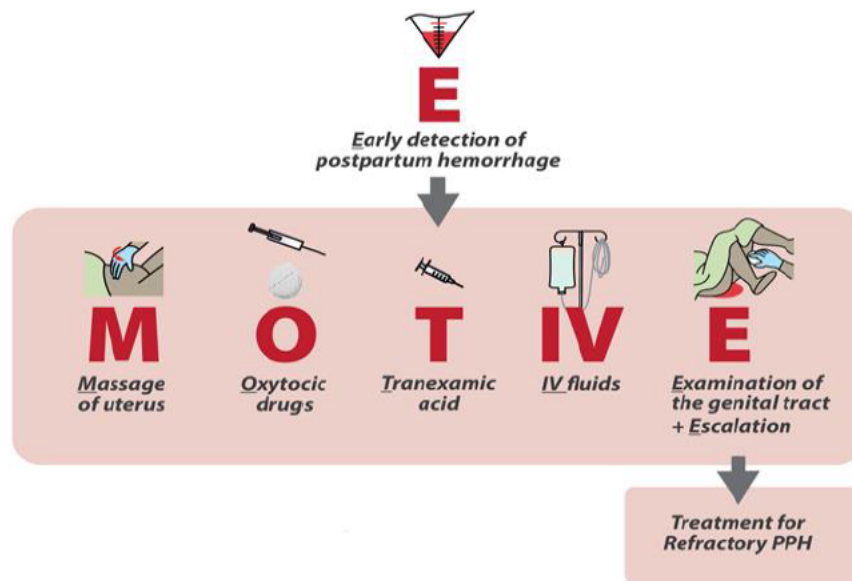 E
Early detection of
postpartum hemorrhage
M
Massage
of uterus
O
Oxytocic
drugs
T
Tranexamic
acid
IV
IV fluids
E
Examination of
the genital tract
+ Escalation
Treatment for
Refractory PPH